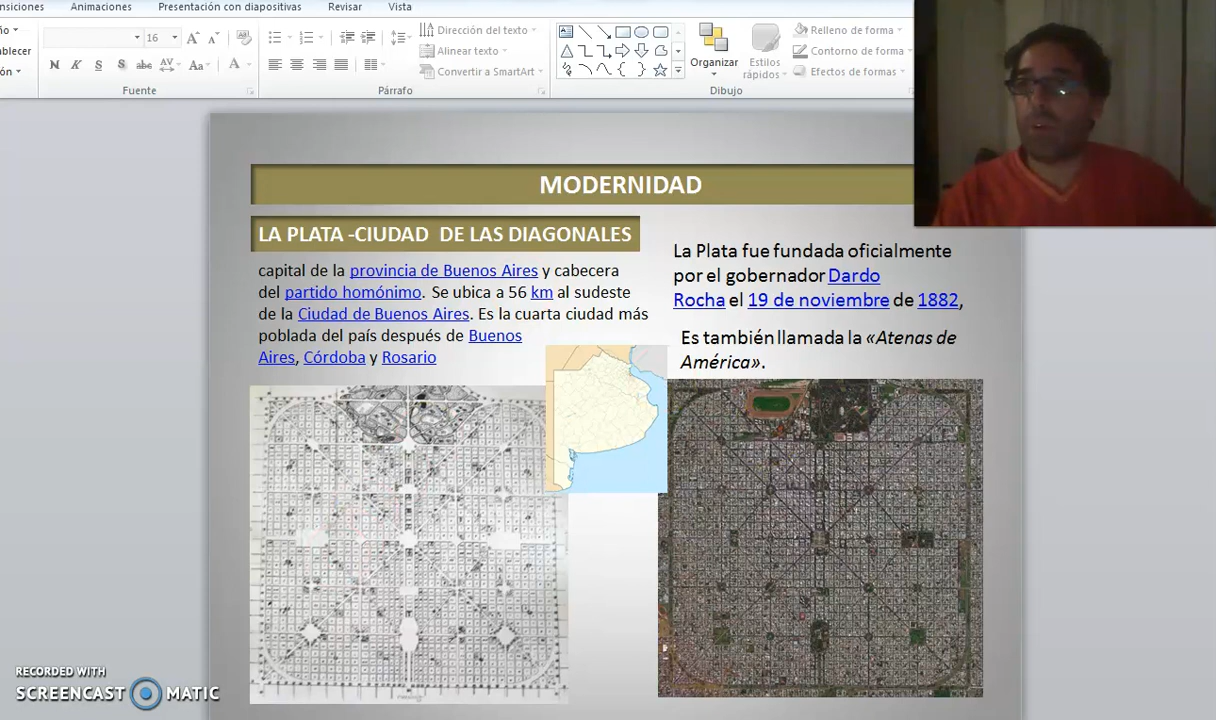 nsiciones Animaciones Presentación con diapositivas Revisar Vista
16 Dirección del texto Relleno de forma
Alinear texto Organizar Estilos rápidos Contorno de forma
Convertir a SmartArt Efectos de formas
N K S S abc AV Aa A
Fuente Párrafo Dibujo
MODERNIDAD
LA PLATA -CIUDAD DE LAS DIAGONALES
capital de la provincia de Buenos Aires y cabecera
del partido homónimo. Se ubica a 56 km al sudeste
de la Ciudad de Buenos Aires. Es la cuarta ciudad más
poblada del país después de Buenos
Aires, Córdoba y Rosario
La Plata fue fundada oficialmente
por el gobernador Dardo
Rocha el 19 de noviembre de 1882,
Es también llamada la «Atenas de
América».
RECORDED WITH
SCREENCAST MATIC